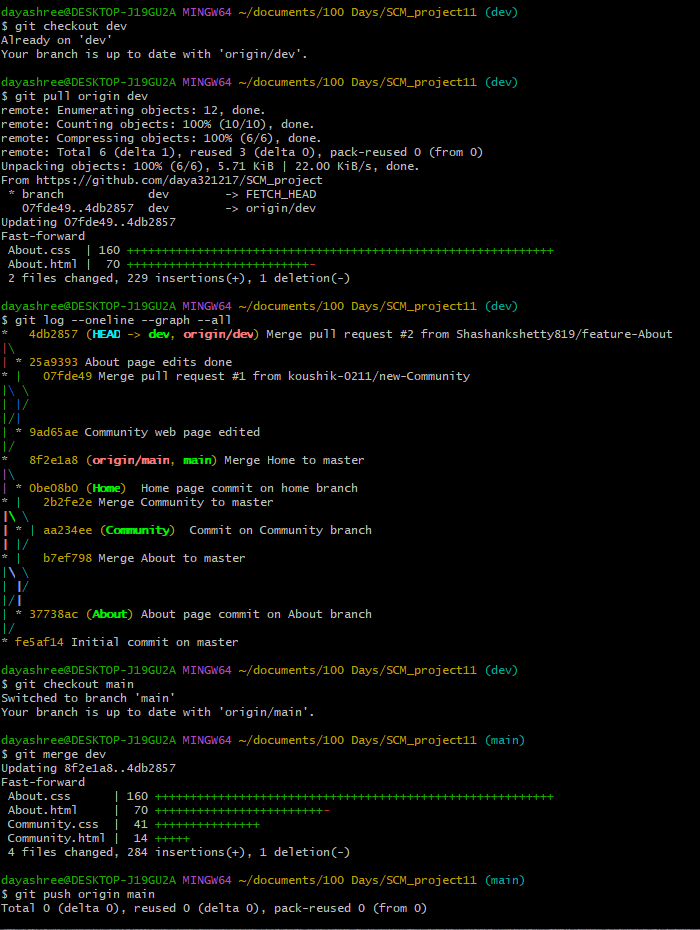 dayashree@DESKTOP-J19GU2A MINGW64 ~/documents/100 Days/SCM_project11 (dev)
$ git checkout dev
Already on 'dev'
Your branch is up to date with 'origin/dev'.

dayashree@DESKTOP-J19GU2A MINGW64 ~/documents/100 Days/SCM_project11 (dev)
$ git pull origin dev
remote: Enumerating objects: 12, done.
remote: Counting objects: 100% (10/10), done.
remote: Compressing objects: 100% (6/6), done.
remote: Total 6 (delta 1), reused 3 (delta 0), pack-reused 0 (from 0)
Unpacking objects: 100% (6/6), 5.71 KiB | 22.00 KiB/s, done.
From https://github.com/daya321217/SCM_project
 * branch            dev        -> FETCH_HEAD
   07fde49..4db2857  dev        -> origin/dev
Updating 07fde49..4db2857
Fast-forward
 About.css  | 160 +++++++++++++++++++++++++++++++++++++++++++++++++++++++++++++
 About.html |  70 ++++++++++++++++++++++++++-
 2 files changed, 229 insertions(+), 1 deletion(-)

dayashree@DESKTOP-J19GU2A MINGW64 ~/documents/100 Days/SCM_project11 (dev)
$ git log --oneline --graph --all
*   4db2857 (HEAD -> dev, origin/dev) Merge pull request #2 from Shashankshetty819/feature-About
|\
| * 25a9393 About page edits done
* |   07fde49 Merge pull request #1 from koushik-0211/new-Community
|\ \
| |/
|/|
| * 9ad65ae Community web page edited
|/
*   8f2e1a8 (origin/main, main) Merge Home to master
|\
| * 0be08b0 (Home)  Home page commit on home branch
* |   2b2fe2e Merge Community to master
|\ \
| * | aa234ee (Community)  Commit on Community branch
| |/
* |   b7ef798 Merge About to master
|\ \
| |/
|/|
| * 37738ac (About) About page commit on About branch
|/
* fe5af14 Initial commit on master

dayashree@DESKTOP-J19GU2A MINGW64 ~/documents/100 Days/SCM_project11 (dev)
$ git checkout main
Switched to branch 'main'
Your branch is up to date with 'origin/main'.

dayashree@DESKTOP-J19GU2A MINGW64 ~/documents/100 Days/SCM_project11 (main)
$ git merge dev
Updating 8f2e1a8..4db2857
Fast-forward
 About.css      | 160 +++++++++++++++++++++++++++++++++++++++++++++++++++++++++
 About.html     |  70 ++++++++++++++++++++++++-
 Community.css  |  41 +++++++++++++++
 Community.html |  14 +++++
 4 files changed, 284 insertions(+), 1 deletion(-)

dayashree@DESKTOP-J19GU2A MINGW64 ~/documents/100 Days/SCM_project11 (main)
$ git push origin main
Total 0 (delta 0), reused 0 (delta 0), pack-reused 0 (from 0)